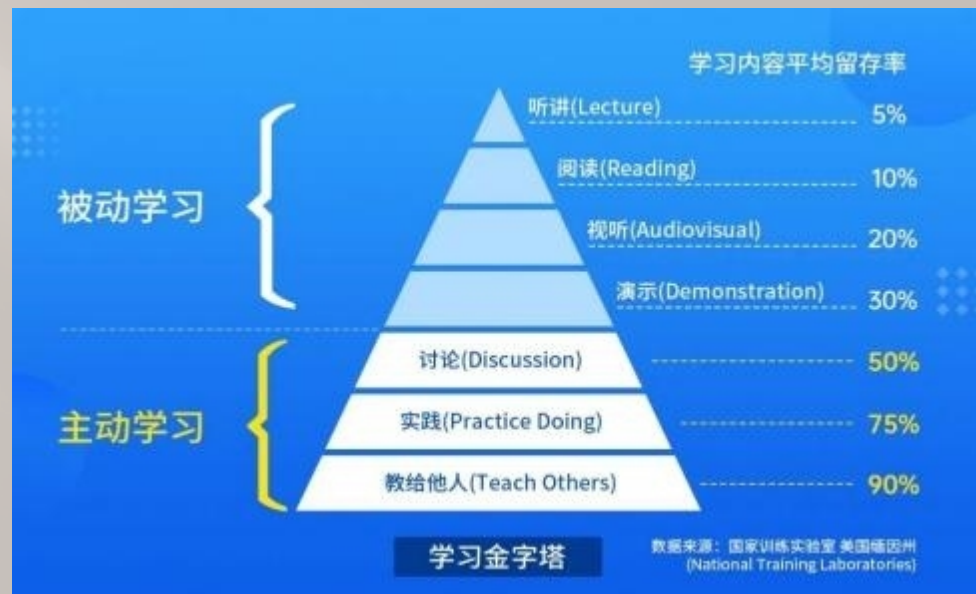 学习内容平均留存率
听讲(Lecture) 5%
阅读(Reading) 10%
视听(Audiovisual) 20%
演示(Demonstration) 30%
被动学习
讨论(Discussion) 50%
实践(Practice Doing) 75%
教给他人(Teach Others) 90%
主动学习
学习金字塔
数据来源：国家训练实验室 美国缅因州
(National Training Laboratories)